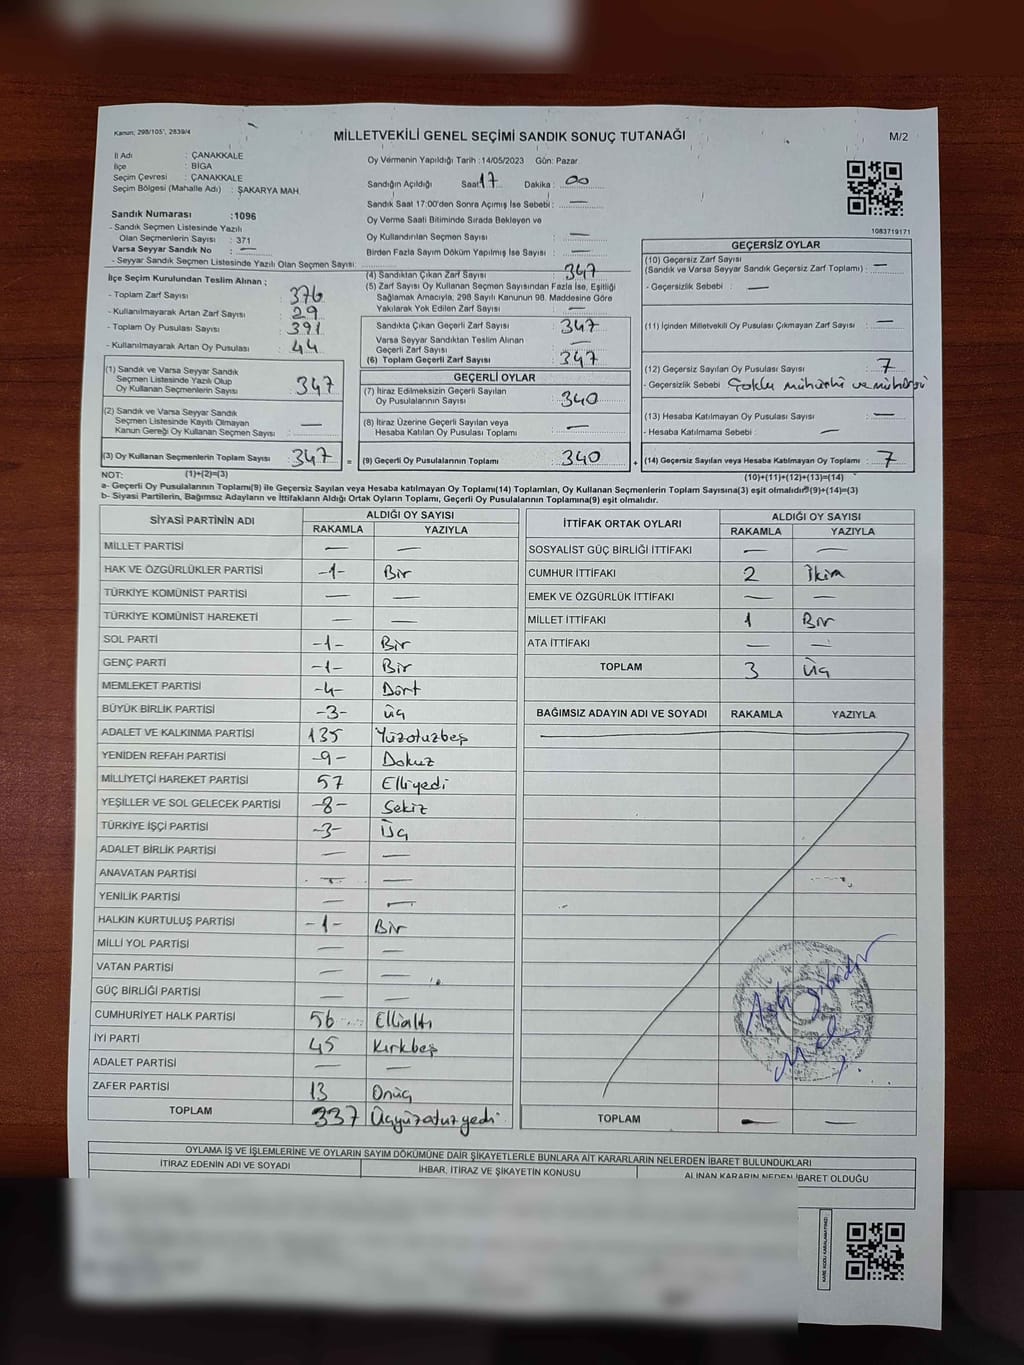 Kanun; 298/105', 2839/4
MİLLETVEKİLİ GENEL SEÇİMİ SANDIK SONUÇ TUTANAĞI
M/2
İl Adı : ÇANAKKALE
İlçe : BİGA
Seçim Çevresi : ÇANAKKALE
Seçim Bölgesi (Mahalle Adı) : ŞAKARYA MAH.
Sandık Numarası :1096
- Sandık Seçmen Listesinde Yazılı
Olan Seçmenlerin Sayısı : 371
Varsa Seyyar Sandık No : —
- Seyyar Sandık Seçmen Listesinde Yazılı Olan Seçmen Sayısı:
Oy Vermenin Yapıldığı Tarih :14/05/2023 Gün: Pazar
Sandığın Açıldığı Saat: 17 Dakika : 00
Sandık Saat 17:00'den Sonra Açımış İse Sebebi : —
Oy Verme Saati Bitiminde Sırada Bekleyen ve
Oy Kullandırılan Seçmen Sayısı —
Birden Fazla Sayım Döküm Yapılmış İse Sayısı : —
1083719171
İlçe Seçim Kurulundan Teslim Alınan ;
- Toplam Zarf Sayısı : 376
- Kullanılmayarak Artan Zarf Sayısı : 29
- Toplam Oy Pusulası Sayısı : 391
- Kullanılmayarak Artan Oy Pusulası : 44
(1) Sandık ve Varsa Seyyar Sandık
Seçmen Listesinde Yazılı Olup
Oy Kullanan Seçmenlerin Sayısı : 347
(2) Sandık ve Varsa Seyyar Sandık
Seçmen Listesinde Kayıtlı Olmayan
Kanun Gereği Oy Kullanan Seçmen Sayısı : —
(3) Oy Kullanan Seçmenlerin Toplam Sayısı 347 =
(4) Sandıktan Çıkan Zarf Sayısı 347
(5) Zarf Sayısı Oy Kullanan Seçmen Sayısından Fazla İse, Eşitliği
Sağlamak Amacıyla, 298 Sayılı Kanunun 98. Maddesine Göre
Yakılarak Yok Edilen Zarf Sayısı : —
Sandıkta Çıkan Geçerli Zarf Sayısı 347
Varsa Seyyar Sandıktan Teslim Alınan
Geçerli Zarf Sayısı —
(6) Toplam Geçerli Zarf Sayısı 347
GEÇERLİ OYLAR
(7) İtiraz Edilmeksizin Geçerli Sayılan
Oy Pusulalarının Sayısı 340
(8) İtiraz Üzerine Geçerli Sayılan veya
Hesaba Katılan Oy Pusulası Toplamı —
(9) Geçerli Oy Pusulalarının Toplamı 340 +
GEÇERSİZ OYLAR
(10) Geçersiz Zarf Sayısı
(Sandık ve Varsa Seyyar Sandık Geçersiz Zarf Toplamı) —
- Geçersizlik Sebebi : —
(11) İçinden Milletvekili Oy Pusulası Çıkmayan Zarf Sayısı —
(12) Geçersiz Sayılan Oy Pusulası Sayısı 7
- Geçersizlik Sebebi Çoklu mühürlü ve mühürsüz
(13) Hesaba Katılmayan Oy Pusulası Sayısı —
- Hesaba Katılmama Sebebi : —
(14) Geçersiz Sayılan veya Hesaba Katılmayan Oy Toplamı 7
NOT: (1)+(2)=(3) (10)+(11)+(12)+(13)=(14)
a- Geçerli Oy Pusulalarının Toplamı(9) ile Geçersiz Sayılan veya Hesaba katılmayan Oy Toplamı(14) Toplamları, Oy Kullanan Seçmenlerin Toplam Sayısına(3) eşit olmalıdır(9)+(14)=(3)
b- Siyasi Partilerin, Bağımsız Adayların ve İttifakların Aldığı Ortak Oyların Toplamı, Geçerli Oy Pusulalarının Toplamına(9) eşit olmalıdır.
SİYASİ PARTİNİN ADI
ALDIĞI OY SAYISI
RAKAMLA YAZIYLA
MİLLET PARTİSİ — —
HAK VE ÖZGÜRLÜKLER PARTİSİ -1- Bir
TÜRKİYE KOMÜNİST PARTİSİ — —
TÜRKİYE KOMÜNİST HAREKETİ — —
SOL PARTİ -1- Bir
GENÇ PARTİ -1- Bir
MEMLEKET PARTİSİ -4- Dört
BÜYÜK BİRLİK PARTİSİ -3- Üç
ADALET VE KALKINMA PARTİSİ 135 Yüzotuzbeş
YENİDEN REFAH PARTİSİ -9- Dokuz
MİLLİYETÇİ HAREKET PARTİSİ 57 Elliyedi
YEŞİLLER VE SOL GELECEK PARTİSİ -8- Sekiz
TÜRKİYE İŞÇİ PARTİSİ -3- Üç
ADALET BİRLİK PARTİSİ — —
ANAVATAN PARTİSİ — —
YENİLİK PARTİSİ — —
HALKIN KURTULUŞ PARTİSİ -1- Bir
MİLLİ YOL PARTİSİ — —
VATAN PARTİSİ — —
GÜÇ BİRLİĞİ PARTİSİ — —
CUMHURİYET HALK PARTİSİ 56 Ellialtı
İYİ PARTİ 45 Kırkbeş
ADALET PARTİSİ — —
ZAFER PARTİSİ 13 Onüç
TOPLAM 337 Üçyüzotuzyedi
İTTİFAK ORTAK OYLARI
ALDIĞI OY SAYISI
RAKAMLA YAZIYLA
SOSYALİST GÜÇ BİRLİĞİ İTTİFAKI — —
CUMHUR İTTİFAKI 2 İki
EMEK VE ÖZGÜRLÜK İTTİFAKI — —
MİLLET İTTİFAKI 1 Bir
ATA İTTİFAKI — —
TOPLAM 3 Üç
BAĞIMSIZ ADAYIN ADI VE SOYADI RAKAMLA YAZIYLA
TOPLAM — —
OYLAMA İŞ VE İŞLEMLERİNE VE OYLARIN SAYIM DÖKÜMÜNE DAİR ŞİKAYETLERLE BUNLARA AİT KARARLARIN NELERDEN İBARET BULUNDUKLARI
İTİRAZ EDENİN ADI VE SOYADI
İHBAR, İTİRAZ VE ŞİKAYETİN KONUSU
ALINAN KARARIN NEDEN İBARET OLDUĞU